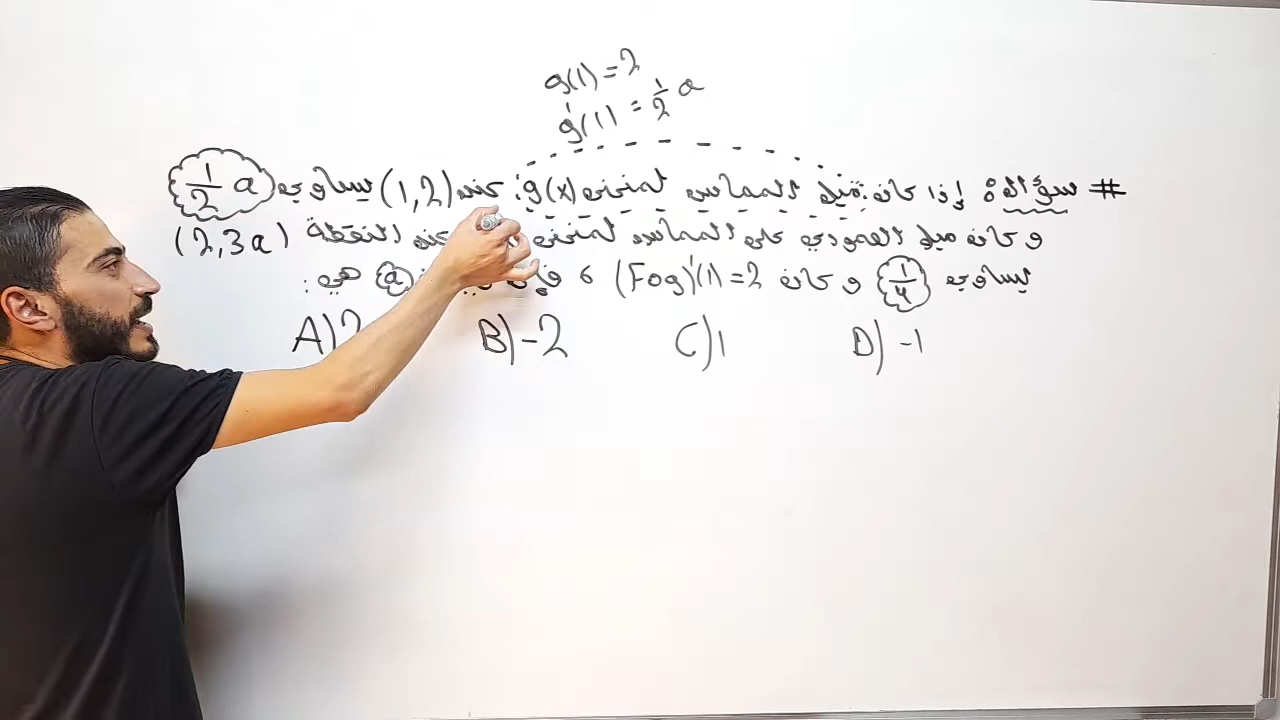 g(1) = 2
g'(1) = 1/2 a
# سؤال5 إذا كان ميل المماس لمنحنى g(x) عند (1,2) يساوي 1/2 a
وكان ميل العمودي على المماس لمنحنى عند النقطة (2,3a)
يساوي 1/4 وكان (Fog)'(1) = 2 ، هي :
A) 2 B) -2 C) 1 D) -1